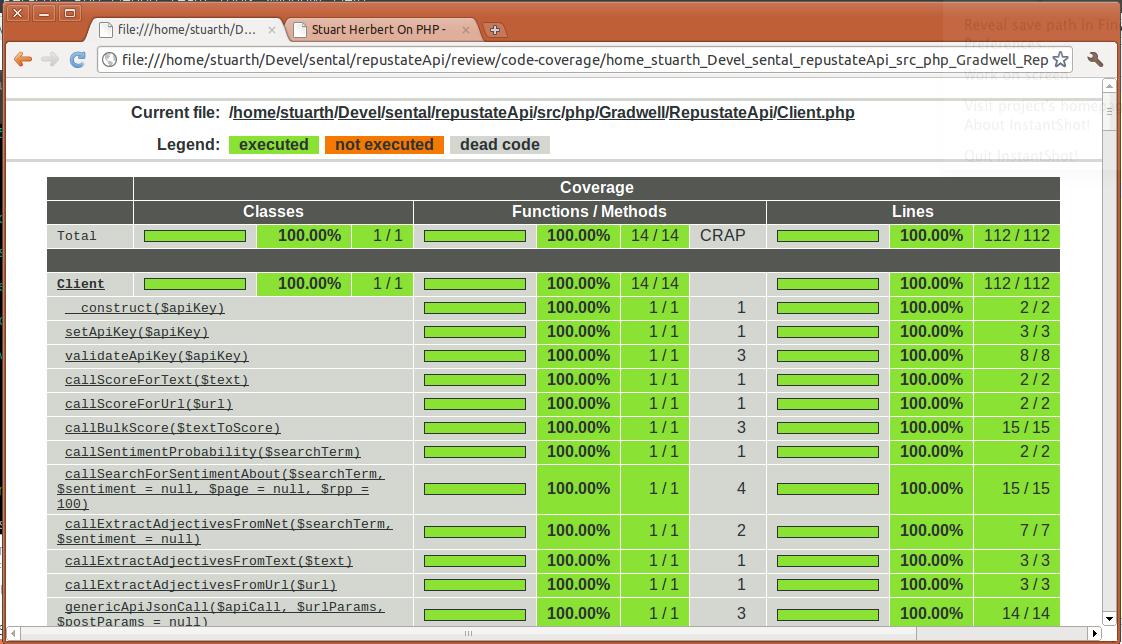 file:///home/stuarth/D...
Stuart Herbert On PHP -
file:///home/stuarth/Devel/sental/repustateApi/review/code-coverage/home_stuarth_Devel_sental_repustateApi_src_php_Gradwell_Rep
Reveal save path in Fin
Preferences...
Work on screen
Visit project's homep
About InstantShot!
Quit InstantShot!
Current file: /home/stuarth/Devel/sental/repustateApi/src/php/Gradwell/RepustateApi/Client.php
Legend: executed not executed dead code
Coverage
Classes Functions / Methods Lines
Total 100.00% 1 / 1 100.00% 14 / 14 CRAP 100.00% 112 / 112
Client 100.00% 1 / 1 100.00% 14 / 14 100.00% 112 / 112
__construct($apiKey) 100.00% 1 / 1 1 100.00% 2 / 2
setApiKey($apiKey) 100.00% 1 / 1 1 100.00% 3 / 3
validateApiKey($apiKey) 100.00% 1 / 1 3 100.00% 8 / 8
callScoreForText($text) 100.00% 1 / 1 1 100.00% 2 / 2
callScoreForUrl($url) 100.00% 1 / 1 1 100.00% 2 / 2
callBulkScore($textToScore) 100.00% 1 / 1 3 100.00% 15 / 15
callSentimentProbability($searchTerm) 100.00% 1 / 1 1 100.00% 2 / 2
callSearchForSentimentAbout($searchTerm,
$sentiment = null, $page = null, $rpp =
100) 100.00% 1 / 1 4 100.00% 15 / 15
callExtractAdjectivesFromNet($searchTerm,
$sentiment = null) 100.00% 1 / 1 2 100.00% 7 / 7
callExtractAdjectivesFromText($text) 100.00% 1 / 1 1 100.00% 3 / 3
callExtractAdjectivesFromUrl($url) 100.00% 1 / 1 1 100.00% 3 / 3
genericApiJsonCall($apiCall, $urlParams,
$postParams = null) 100.00% 1 / 1 3 100.00% 14 / 14